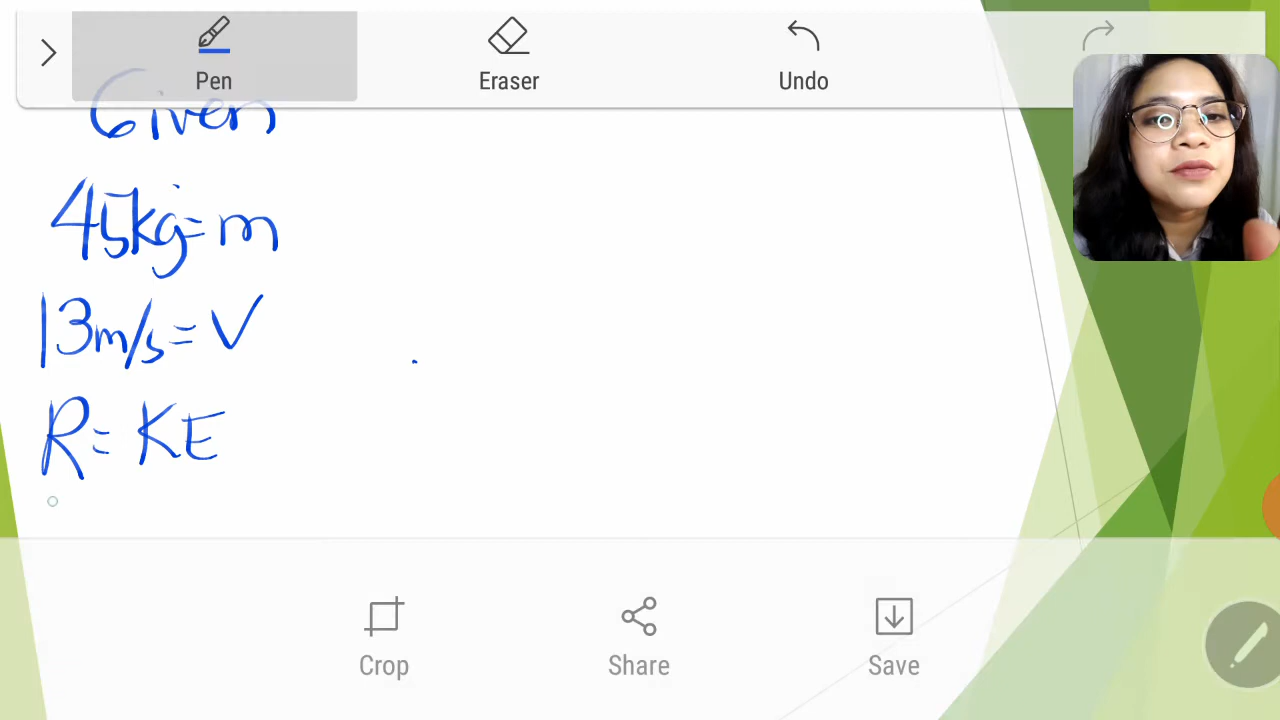 Pen
Eraser
Undo
Given
45kg=m
13m/s=V
R=KE
Crop
Share
Save